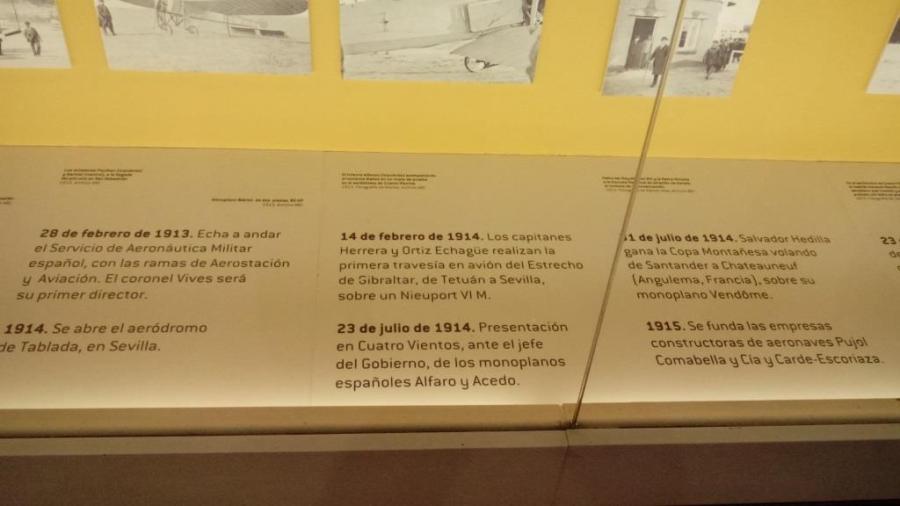 28 de febrero de 1913. Echa a andar
el Servicio de Aeronáutica Militar
español, con las ramas de Aerostación
y Aviación. El coronel Vives será
su primer director.
1914. Se abre el aeródromo
de Tablada, en Sevilla.
14 de febrero de 1914. Los capitanes
Herrera y Ortiz Echagüe realizan la
primera travesía en avión del Estrecho
de Gibraltar, de Tetuán a Sevilla,
sobre un Nieuport VI M.
23 de julio de 1914. Presentación
en Cuatro Vientos, ante el jefe
del Gobierno, de los monoplanos
españoles Alfaro y Acedo.
1 de julio de 1914. Salvador Hedilla
gana la Copa Montañesa volando
de Santander a Chateauneuf
(Angulema, Francia), sobre su
monoplano Vendôme.
1915. Se funda las empresas
constructoras de aeronaves Pujol
Comabella y Cía y Carde-Escoriaza.
23